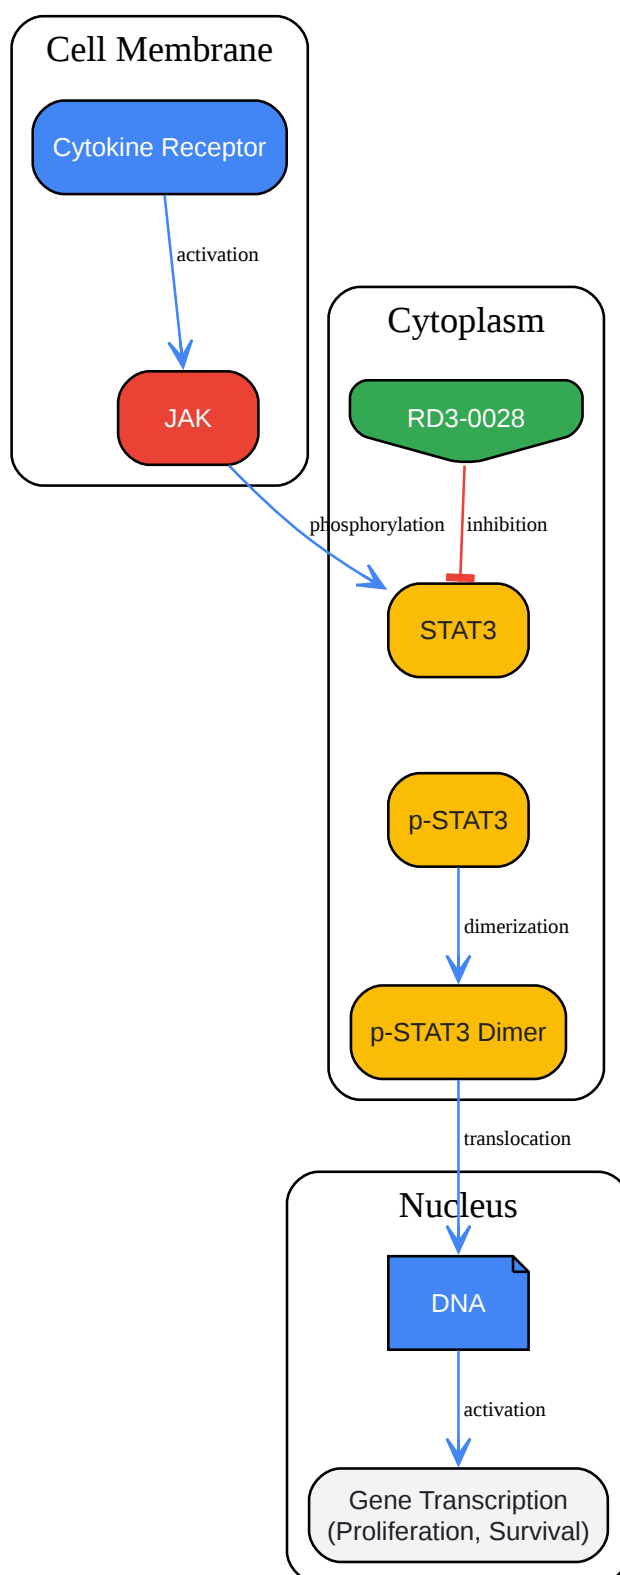 Cell Membrane
Cytokine Receptor
activation
JAK
Cytoplasm
RD3-0028
phosphorylation
inhibition
STAT3
p-STAT3
dimerization
p-STAT3 Dimer
translocation
Nucleus
DNA
activation
Gene Transcription
(Proliferation, Survival)